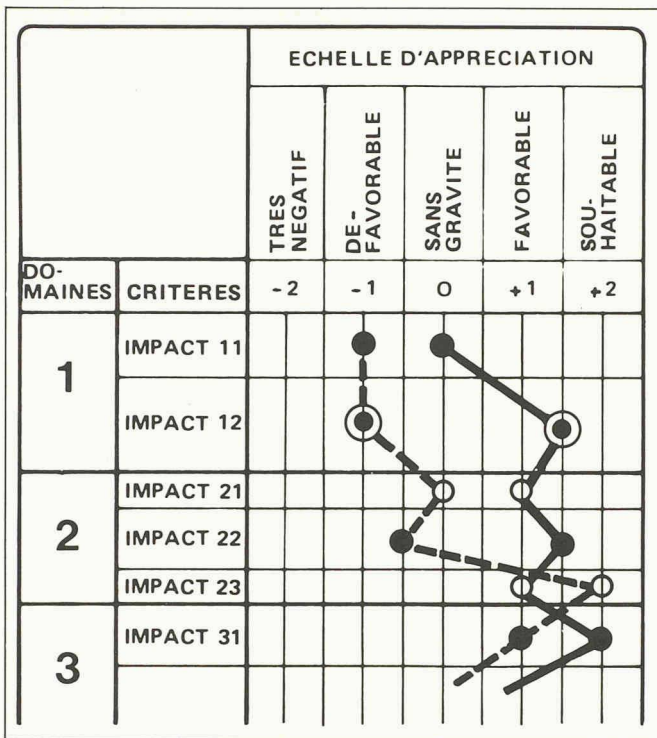 ECHELLE D'APPRECIATION
TRES
NEGATIF
DE-
FAVORABLE
SANS
GRAVITE
FAVORABLE
SOU-
HAITABLE
DO-
MAINES
CRITERES
-2
-1
0
+1
+2
1
IMPACT 11
IMPACT 12
2
IMPACT 21
IMPACT 22
IMPACT 23
3
IMPACT 31